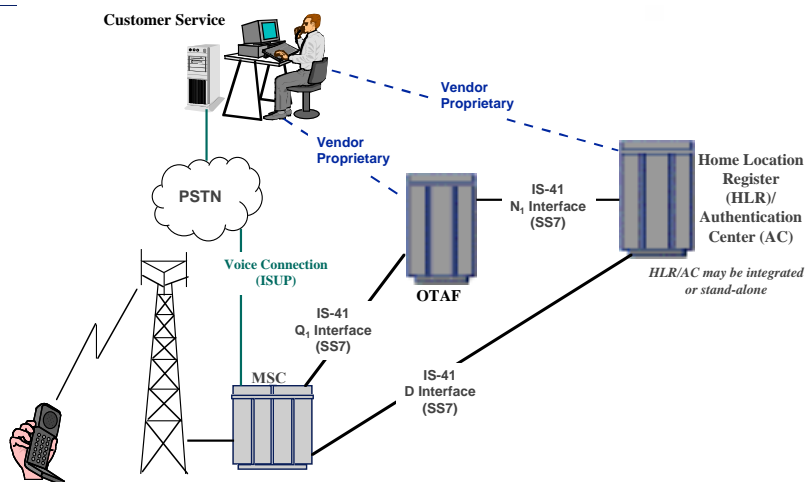 Customer Service
Vendor
Proprietary
Vendor
Proprietary
PSTN
IS-41
N₁ Interface
(SS7)
Home Location
Register
(HLR)/
Authentication
Center (AC)
HLR/AC may be integrated
or stand-alone
Voice Connection
(ISUP)
OTAF
IS-41
Q₁ Interface
(SS7)
MSC
IS-41
D Interface
(SS7)